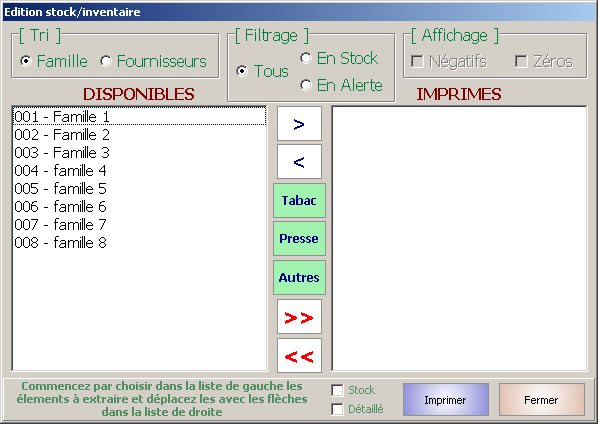 Edition stock/inventaire
[ Tri ]
Famille
Fournisseurs
[ Filtrage ]
Tous
En Stock
En Alerte
[ Affichage ]
Négatifs
Zéros
DISPONIBLES
IMPRIMES
001 - Famille 1
002 - Famille 2
003 - Famille 3
004 - famille 4
005 - famille 5
006 - famille 6
007 - famille 7
008 - famille 8
>
<
Tabac
Presse
Autres
>>
<<
Commencez par choisir dans la liste de gauche les
élements à extraire et déplacez les avec les flèches
dans la liste de droite
Stock
Détaillé
Imprimer
Fermer